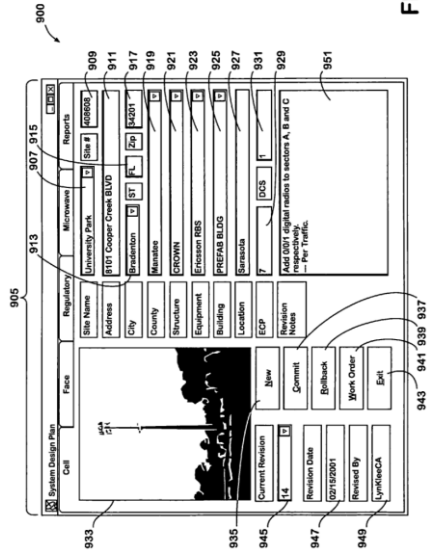 900
F
905
907
915
909
911
913
917
919
921
923
925
927
931
929
System Design Plan
Cell
Face
Regulatory
Microwave
Reports
Site Name
University Park
Site #
408608
Address
8101 Cooper Creek BLVD
City
Bradenton
ST
FL
Zip
34201
County
Manatee
Structure
CROWN
Equipment
Ericsson RBS
Building
PREFAB BLDG
Location
Sarasota
ECP
7
DCS
1
Revision
Notes
Add 0/0/1 digital radios to sectors A, B and C
respectively.
--- Per Traffic.
951
933
935
New
Commit
Rollback
Work Order
Exit
937
939
941
943
Current Revision
14
945
Revision Date
02/15/2001
947
Revised By
LynKleeCA
949